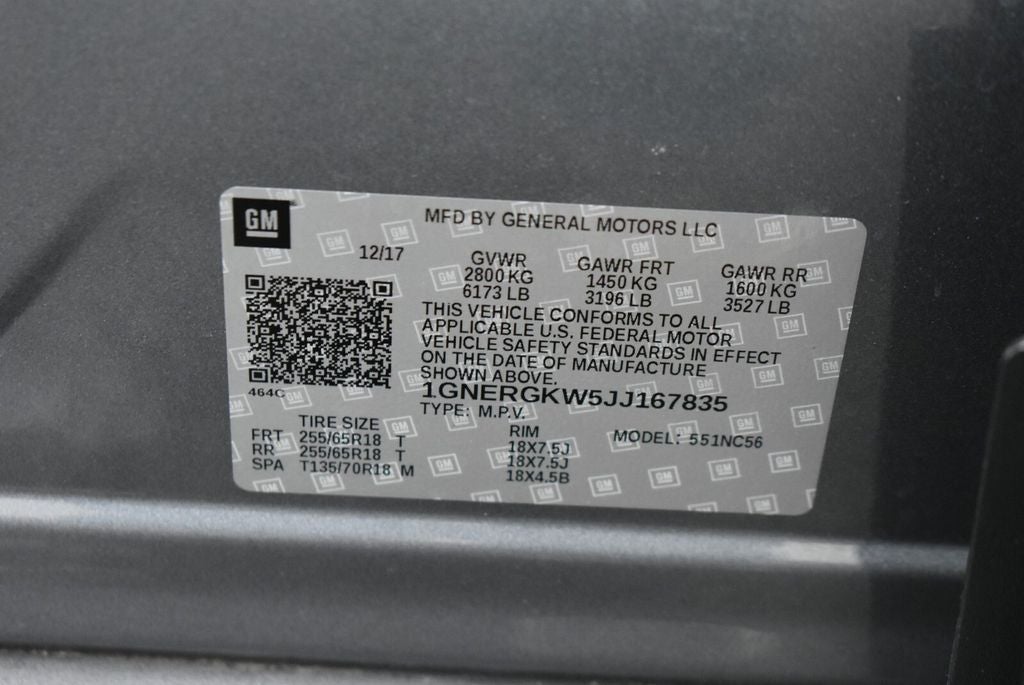 GM
MFD BY GENERAL MOTORS LLC
12/17
GVWR
2800 KG
6173 LB
GAWR FRT
1450 KG
3196 LB
GAWR RR
1600 KG
3527 LB
THIS VEHICLE CONFORMS TO ALL
APPLICABLE U.S. FEDERAL MOTOR
VEHICLE SAFETY STANDARDS IN EFFECT
ON THE DATE OF MANUFACTURE
SHOWN ABOVE.
464C
1GNERGKW5JJ167835
TYPE: M.P.V.
MODEL: 551NC56
TIRE SIZE
RIM
FRT 255/65R18 T 18X7.5J
RR 255/65R18 T 18X7.5J
SPA T135/70R18 M 18X4.5B